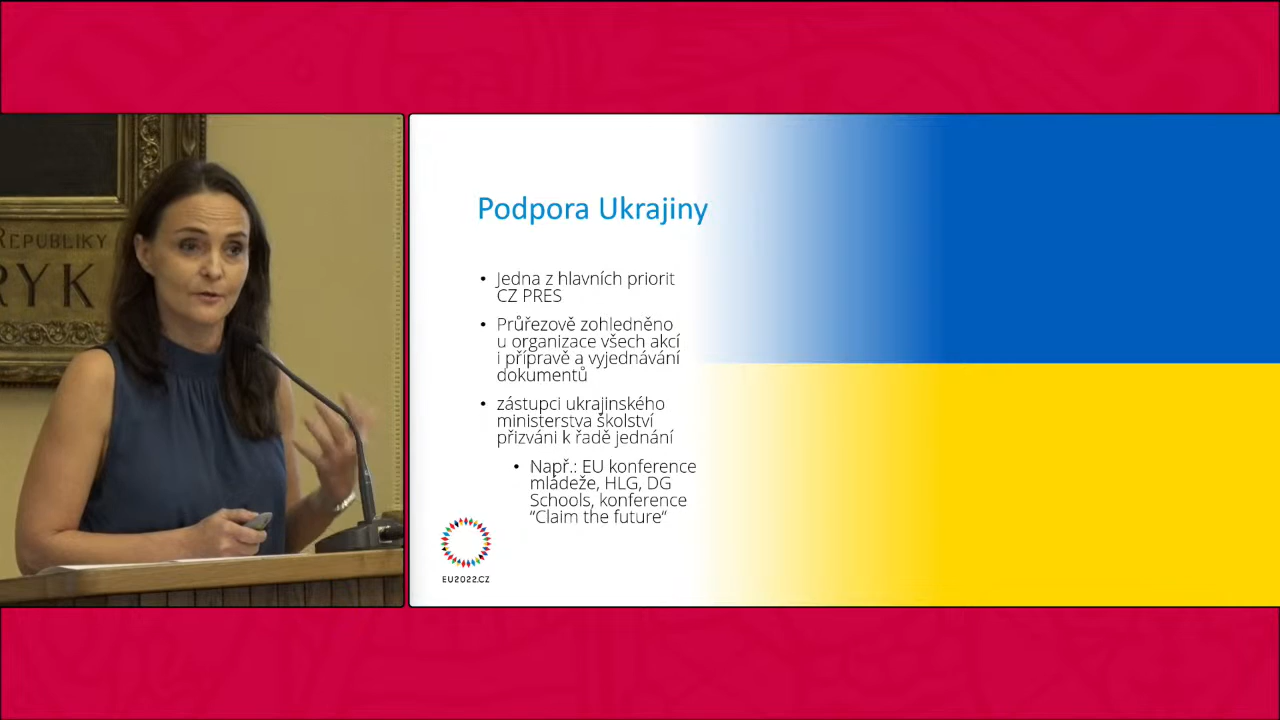 REPUBLIKY
RYK
Podpora Ukrajiny
• Jedna z hlavních priorit
CZ PRES
• Průřezově zohledněno
u organizace všech akcí
i přípravě a vyjednávání
dokumentů
• zástupci ukrajinského
ministerstva školství
přizváni k řadě jednání
• Např.: EU konference
mládeže, HLG, DG
Schools, konference
“Claim the future“
EU2022.CZ